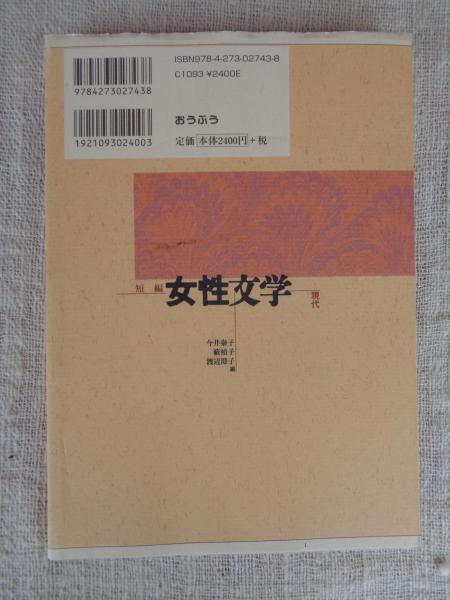 ISBN978-4-273-02743-8
C1093 ¥2400E
9784273027438
おうふう
定価 本体2400円 + 税
1921093024003
短編
女性文学
現代
今井泰子
藪禎子
渡辺澄子
編